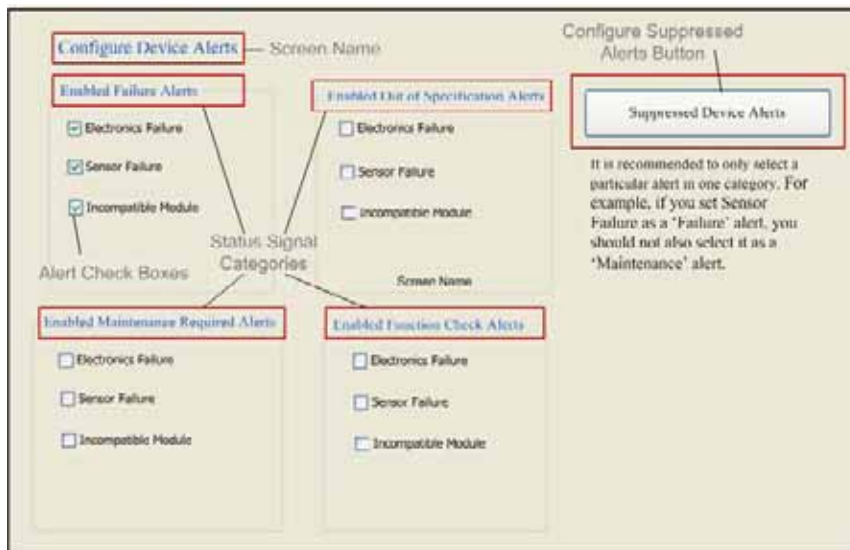 Configure Device Alerts
Screen Name
Configure Suppressed
Alerts Button
Enabled Failure Alerts
Electronics Failure
Sensor Failure
Incompatible Module
Alert Check Boxes
Status Signal
Categories
Enabled Out of Specification Alerts
Electronics Failure
Sensor Failure
Incompatible Module
Screen Name
Suppressed Device Alerts
It is recommended to only select a
particular alert in one category. For
example, if you set Sensor
Failure as a 'Failure' alert, you
should not also select it as a
'Maintenance' alert.
Enabled Maintenance Required Alerts
Electronics Failure
Sensor Failure
Incompatible Module
Enabled Function Check Alerts
Electronics Failure
Sensor Failure
Incompatible Module